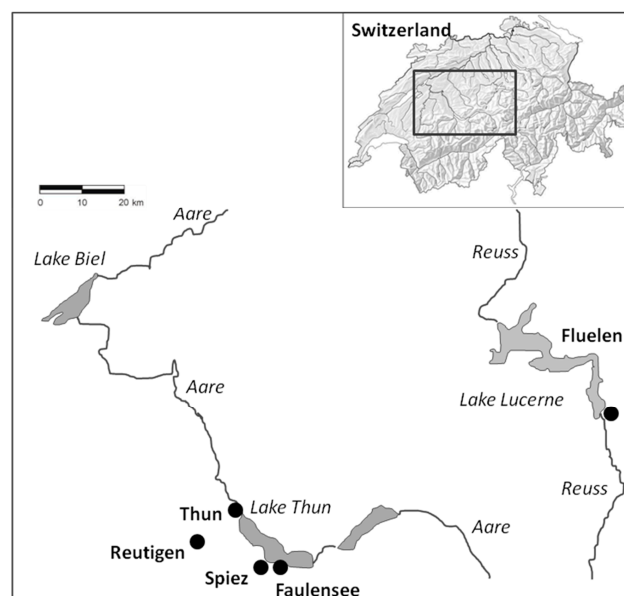 Switzerland
0 10 20 km
Aare
Lake Biel
Reuss
Fluelen
Aare
Lake Lucerne
Reuss
Thun
Lake Thun
Aare
Reutigen
Spiez
Faulensee